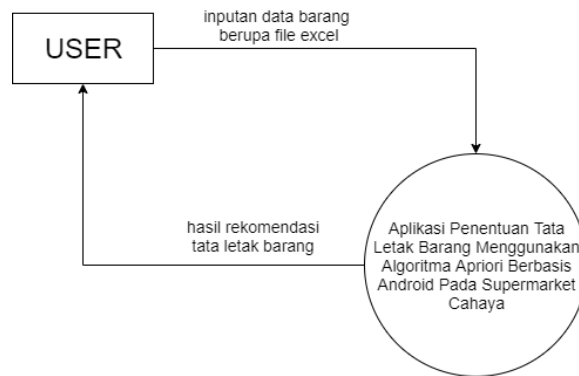 USER
inputan data barang
berupa file excel
hasil rekomendasi
tata letak barang
Aplikasi Penentuan Tata
Letak Barang Menggunakan
Algoritma Apriori Berbasis
Android Pada Supermarket
Cahaya